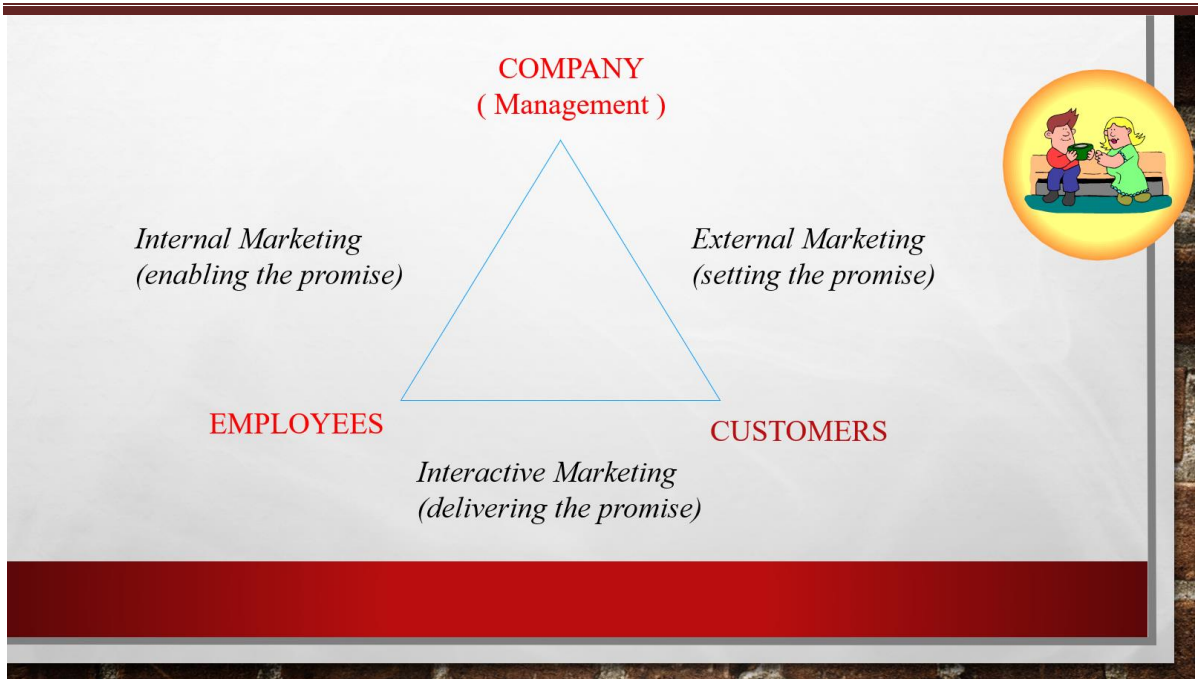 COMPANY
( Management )
Internal Marketing
(enabling the promise)
External Marketing
(setting the promise)
EMPLOYEES
CUSTOMERS
Interactive Marketing
(delivering the promise)